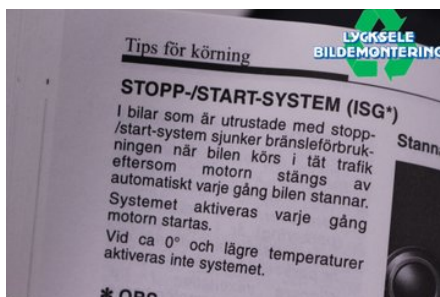 LYCKSELE
BILDEMONTERING
Tips för körning
STOPP-/START-SYSTEM (ISG*)
I bilar som är utrustade med stopp-
/start-system sjunker bränsleförbruk-
ningen när bilen körs i tät trafik
eftersom motorn stängs av
automatiskt varje gång bilen stannar.
Systemet aktiveras varje gång
motorn startas.
Vid ca 0° och lägre temperaturer
aktiveras inte systemet.
Stann